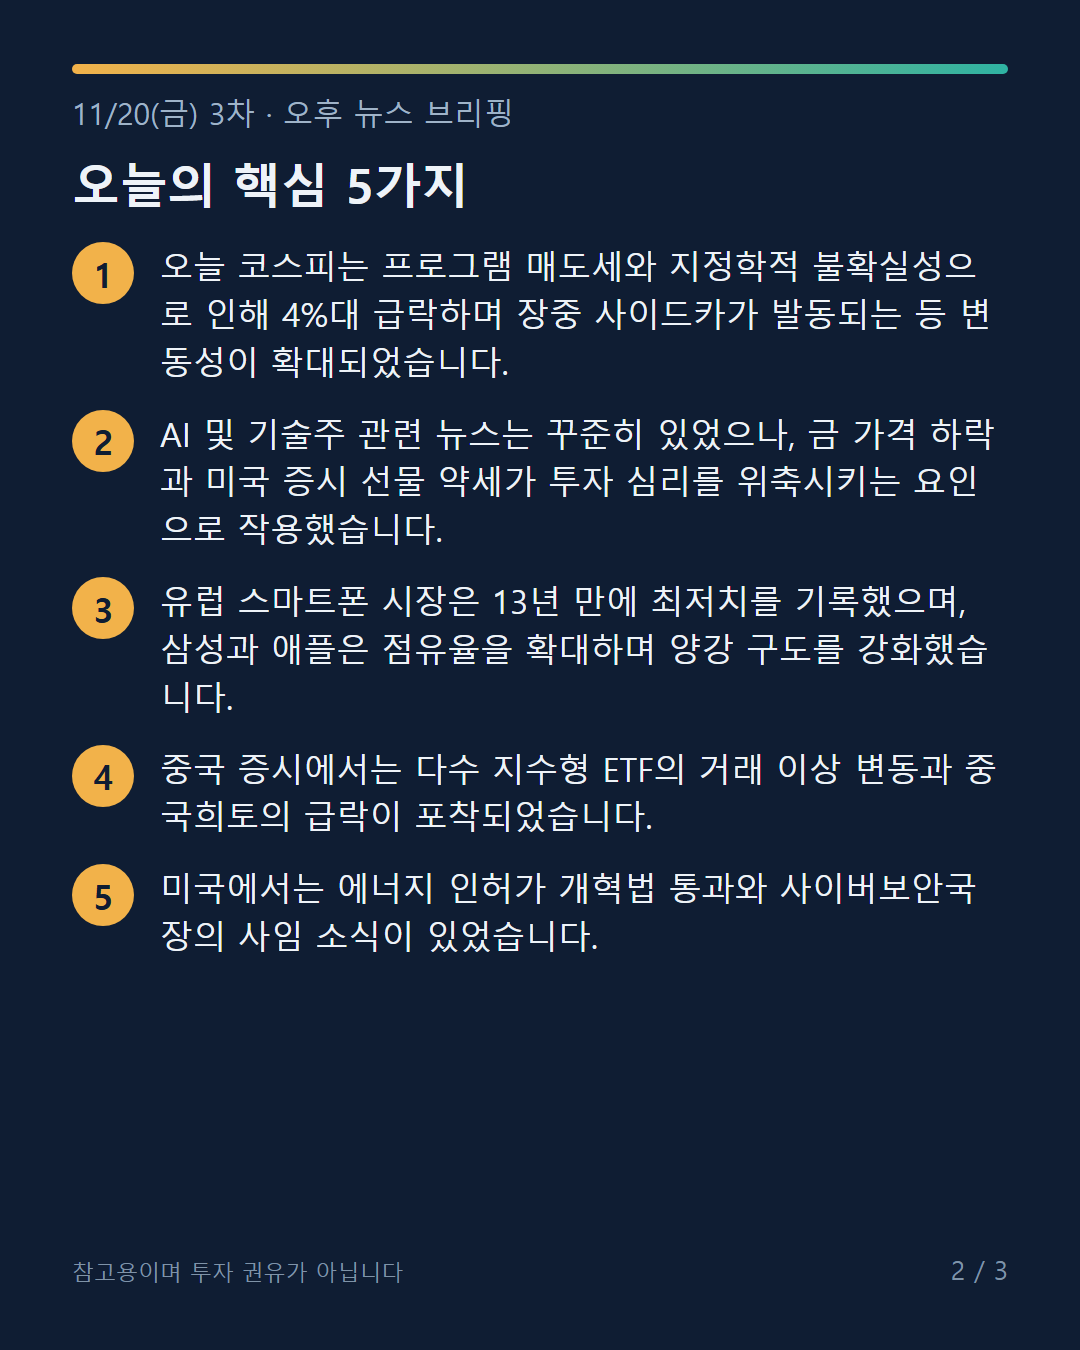 11/20(금) 3차 · 오후 뉴스 브리핑
오늘의 핵심 5가지
1
오늘 코스피는 프로그램 매도세와 지정학적 불확실성으
로 인해 4%대 급락하며 장중 사이드카가 발동되는 등 변
동성이 확대되었습니다.
2
AI 및 기술주 관련 뉴스는 꾸준히 있었으나, 금 가격 하락
과 미국 증시 선물 약세가 투자 심리를 위축시키는 요인
으로 작용했습니다.
3
유럽 스마트폰 시장은 13년 만에 최저치를 기록했으며,
삼성과 애플은 점유율을 확대하며 양강 구도를 강화했습
니다.
4
중국 증시에서는 다수 지수형 ETF의 거래 이상 변동과 중
국희토의 급락이 포착되었습니다.
5
미국에서는 에너지 인허가 개혁법 통과와 사이버보안국
장의 사임 소식이 있었습니다.
참고용이며 투자 권유가 아닙니다
2 / 3